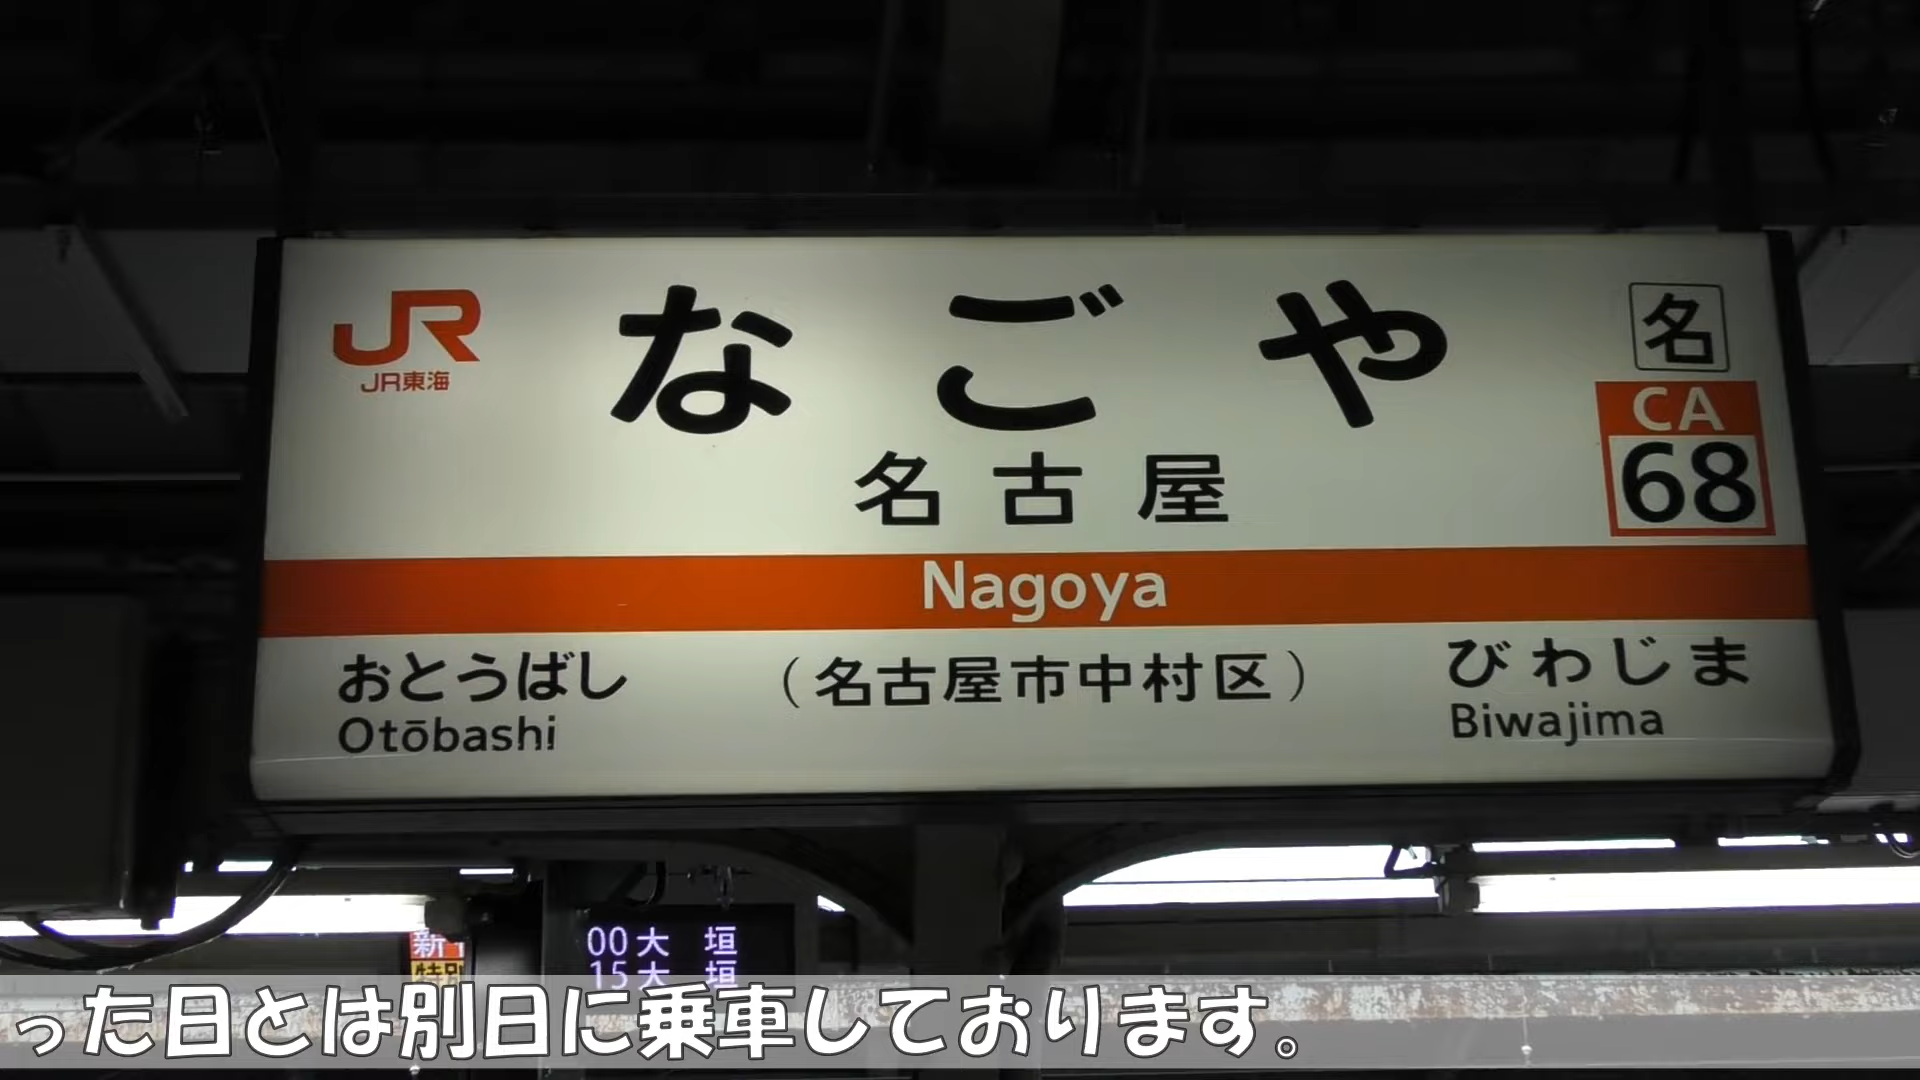 JR
JR東海
なごや
名古屋
名
CA
68
Nagoya
おとうばし
Otōbashi
（名古屋市中村区）
びわじま
Biwajima
新
特別
00大 垣
15大 垣
った日とは別日に乗車しております。